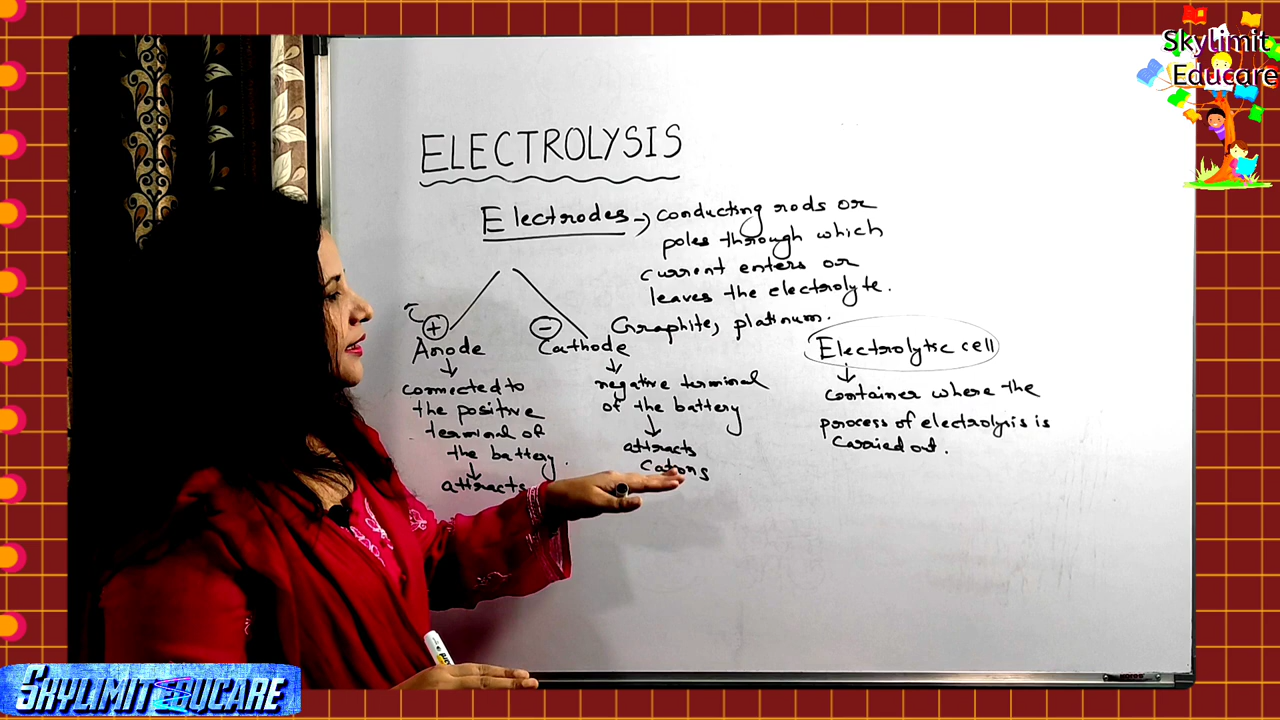 Skylimit
Educare
ELECTROLYSIS
Electrodes → conducting rods or
poles through which
current enters or
leaves the electrolyte.
Graphite, platinum.
+
Anode
connected to
the positive
terminal of
the battery.
attracts
−
Cathode
negative terminal
of the battery
attracts
Cations
Electrolytic cell
container where the
process of electrolysis is
carried out.
SKYLIMIT EDUCARE